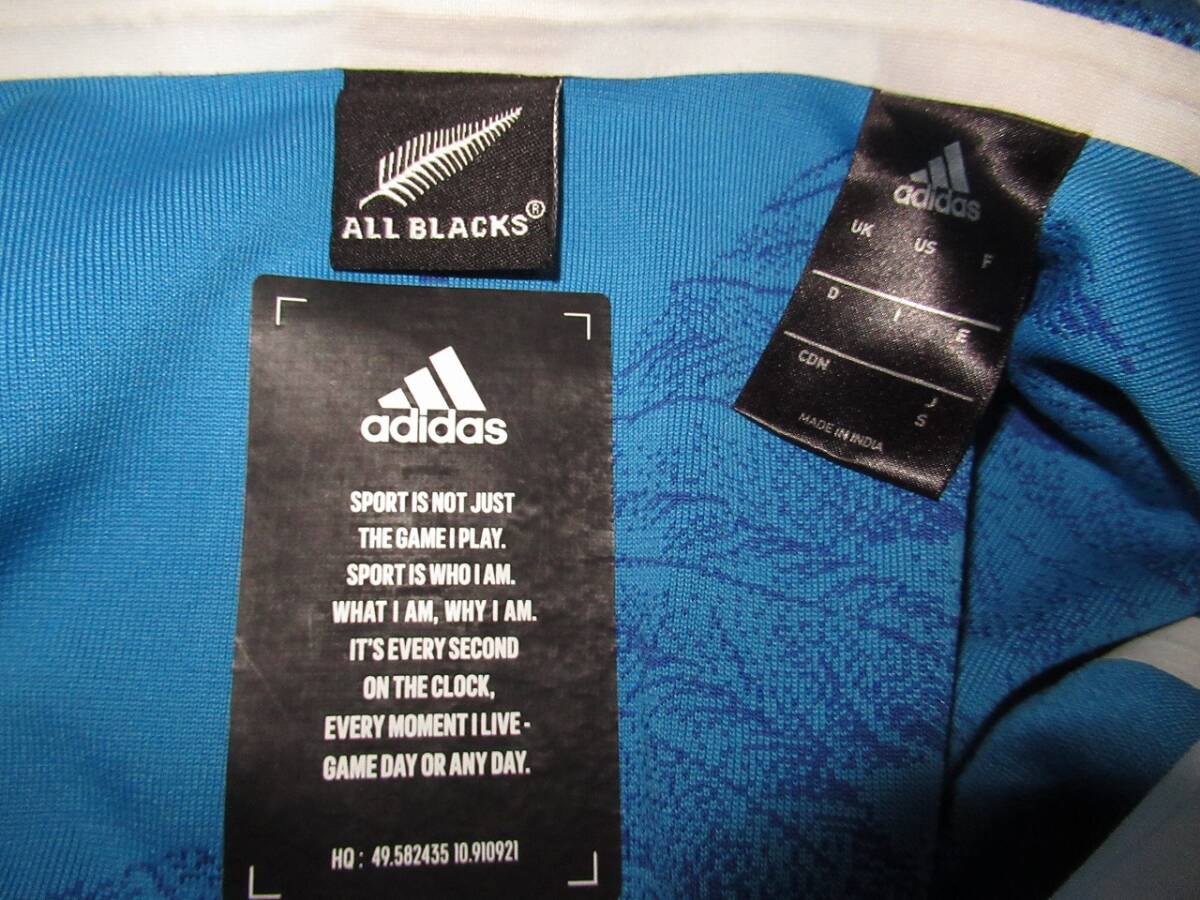 ALL BLACKS®
adidas
SPORT IS NOT JUST
THE GAME I PLAY.
SPORT IS WHO I AM.
WHAT I AM, WHY I AM.
IT'S EVERY SECOND
ON THE CLOCK,
EVERY MOMENT I LIVE -
GAME DAY OR ANY DAY.
HQ : 49.582435 10.910921
adidas
UK US F
D I E
CDN J
S
MADE IN INDIA